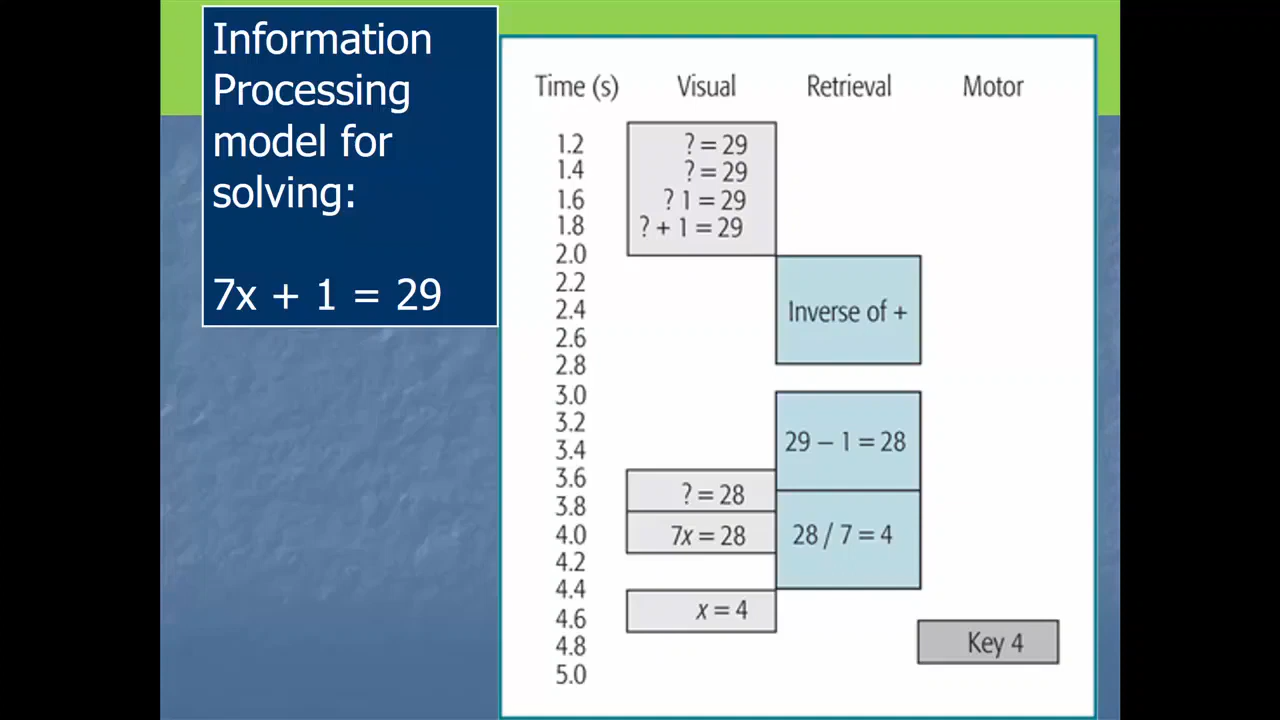 Information
Processing
model for
solving:
7x + 1 = 29
Time (s) Visual Retrieval Motor
1.2 ? = 29
1.4 ? = 29
1.6 ? 1 = 29
1.8 ? + 1 = 29
2.0
2.2
2.4 Inverse of +
2.6
2.8
3.0
3.2
3.4 29 – 1 = 28
3.6
3.8 ? = 28
4.0 7x = 28 28 / 7 = 4
4.2
4.4
4.6 x = 4
4.8 Key 4
5.0